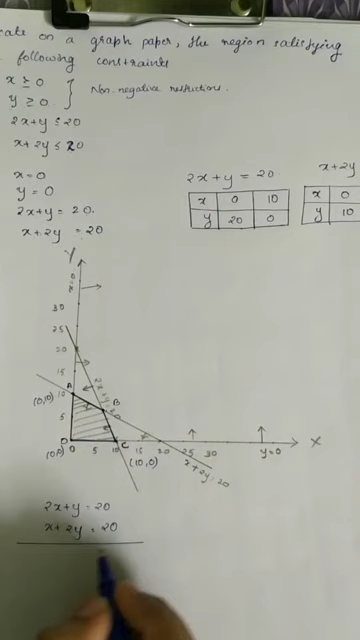 on a graph paper, the region satisfying
following constraints
x ≥ 0
y ≥ 0
} Non-negative restrictions.
2x+y ≤ 20
x+2y ≤ 20
x=0
y=0
2x+y = 20.
x+2y = 20
2x+y = 20
x 0 10
y 20 0
x+2y
x 0
y 10
Y
x=0
30
25
20
15
10
5
A
(0,10)
2x+y=20
B
C
O
(0,0)
0 5 10 15 20 25 30
(10,0)
x+2y=20
y=0
X
2x+y = 20
x+2y = 20